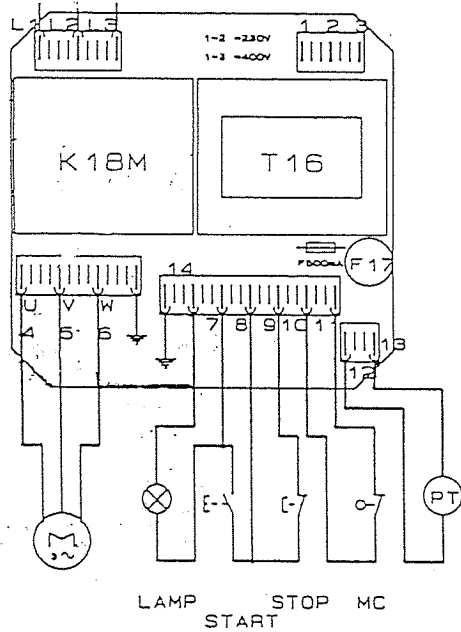 L1 L2 L3
1-2 =230V
1-3 =400V
1 2 3
K18M
T16
F500mA
F17
14
U V W
4 5 6
7 8 9 10 11
13
12
M
3~
PT
LAMP STOP MC
START